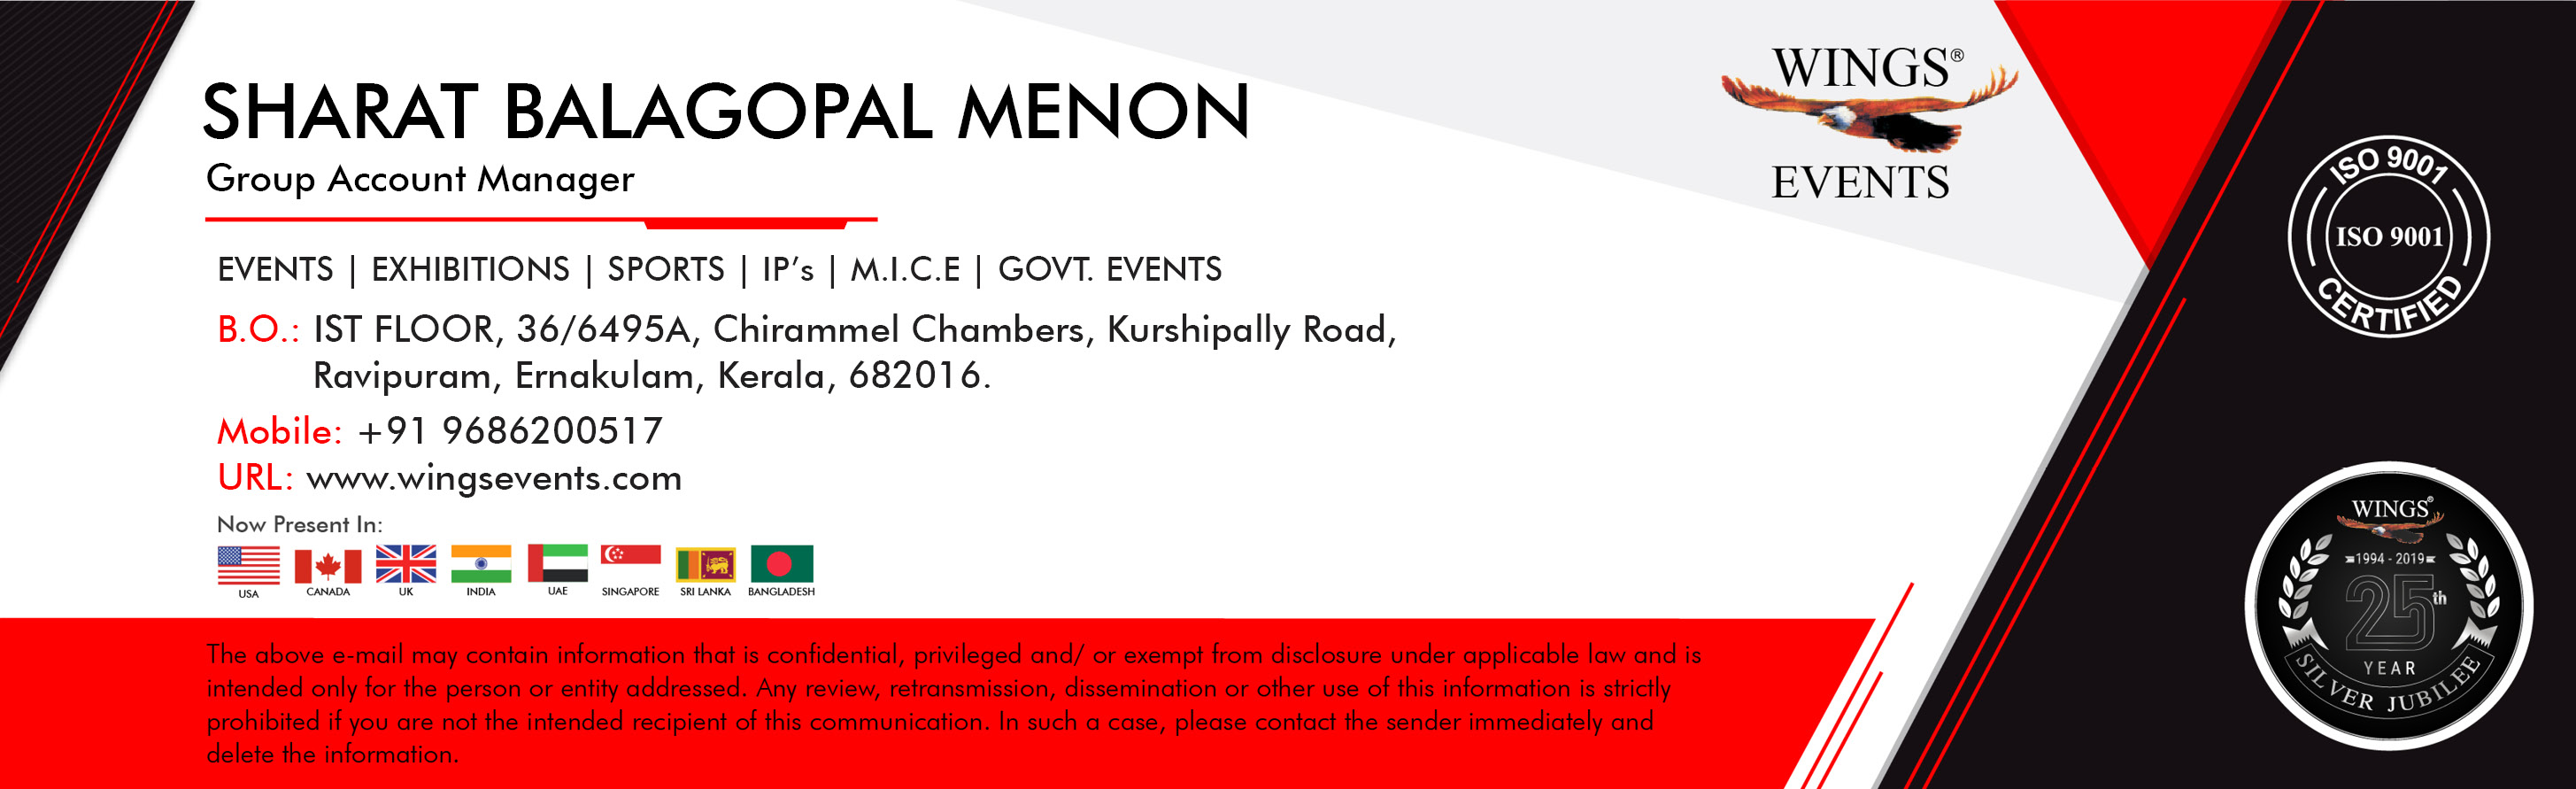 SHARAT BALAGOPAL MENON
Group Account Manager
EVENTS | EXHIBITIONS | SPORTS | IP's | M.I.C.E | GOVT. EVENTS
B.O.: IST FLOOR, 36/6495A, Chirammel Chambers, Kurshipally Road,
Ravipuram, Ernakulam, Kerala, 682016.
Mobile: +91 9686200517
URL: www.wingsevents.com
Now Present In:
USA CANADA UK INDIA UAE SINGAPORE SRI LANKA BANGLADESH
The above e-mail may contain information that is confidential, privileged and/ or exempt from disclosure under applicable law and is
intended only for the person or entity addressed. Any review, retransmission, dissemination or other use of this information is strictly
prohibited if you are not the intended recipient of this communication. In such a case, please contact the sender immediately and
delete the information.
WINGS®
EVENTS
ISO 9001
ISO 9001
CERTIFIED
WINGS®
1994 - 2019
25th
YEAR
SILVER JUBILEE